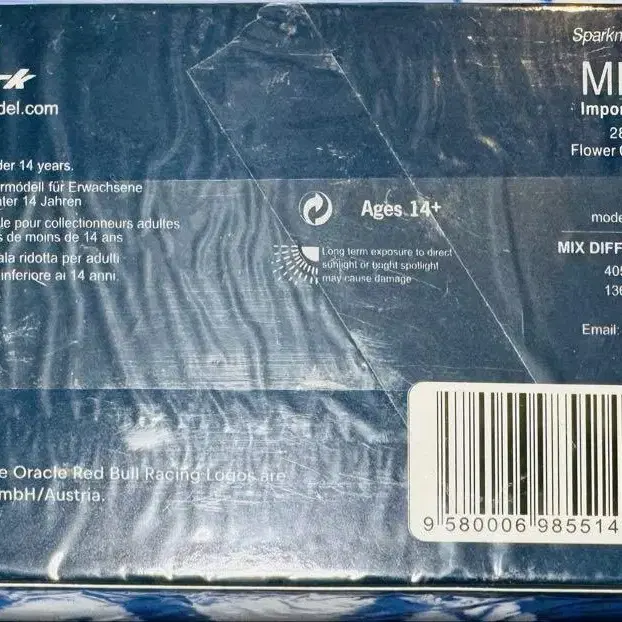 rk
del.com
der 14 years.
rmodell für Erwachsene
nter 14 Jahren
le pour collectionneurs adultes
s de moins de 14 ans
ala ridotta per adulti
inferiore ai 14 anni.
Ages 14+
Long term exposure to direct
sunlight or bright spotlight
may cause damage
e Oracle Red Bull Racing Logos are
mbH/Austria.
Sparkm
MI
Impor
28
Flower
mode
MIX DIFF
405
136
Email:
9 580006 985514